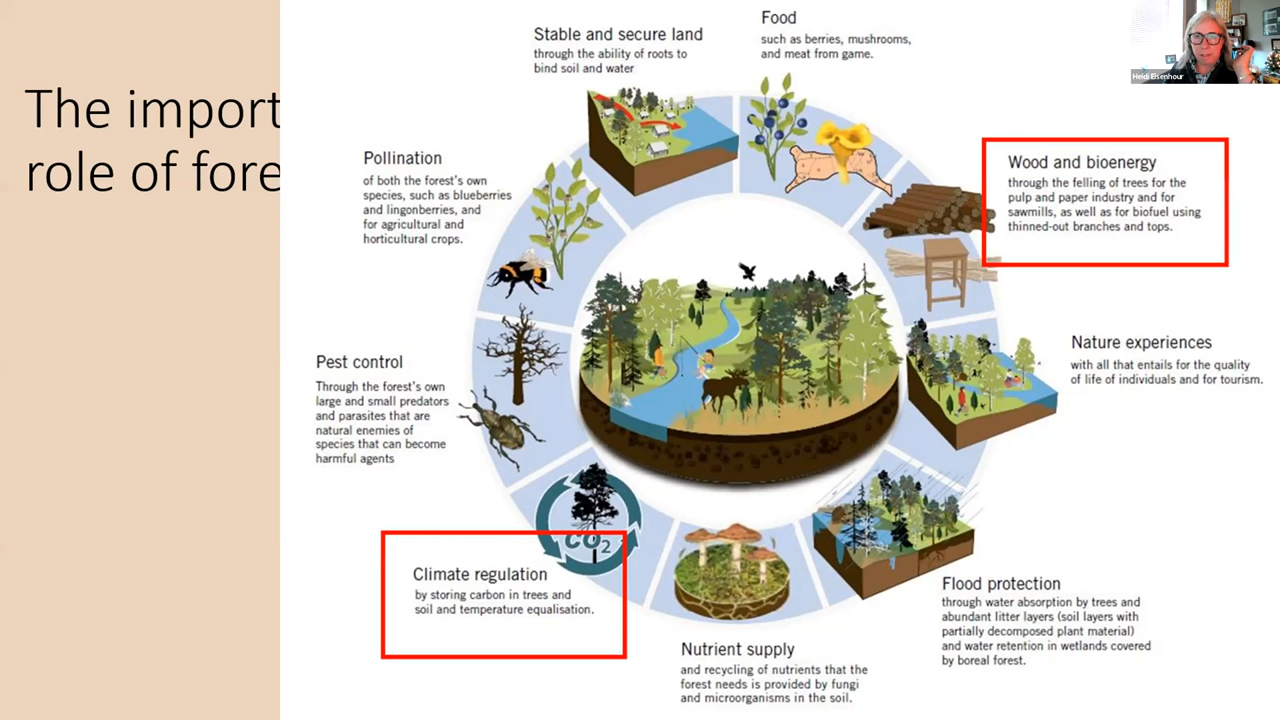 The import
role of fore
Stable and secure land
through the ability of roots to
bind soil and water
Food
such as berries, mushrooms,
and meat from game.
Heidi Eisenhour
Wood and bioenergy
through the felling of trees for the
pulp and paper industry and for
sawmills, as well as for biofuel using
thinned-out branches and tops.
Nature experiences
with all that entails for the quality
of life of individuals and for tourism.
Flood protection
through water absorption by trees and
abundant litter layers (soil layers with
partially decomposed plant material)
and water retention in wetlands covered
by boreal forest.
Nutrient supply
and recycling of nutrients that the
forest needs is provided by fungi
and microorganisms in the soil.
CO2
Climate regulation
by storing carbon in trees and
soil and temperature equalisation.
Pest control
Through the forest's own
large and small predators
and parasites that are
natural enemies of
species that can become
harmful agents
Pollination
of both the forest's own
species, such as blueberries
and lingonberries, and
for agricultural and
horticultural crops.